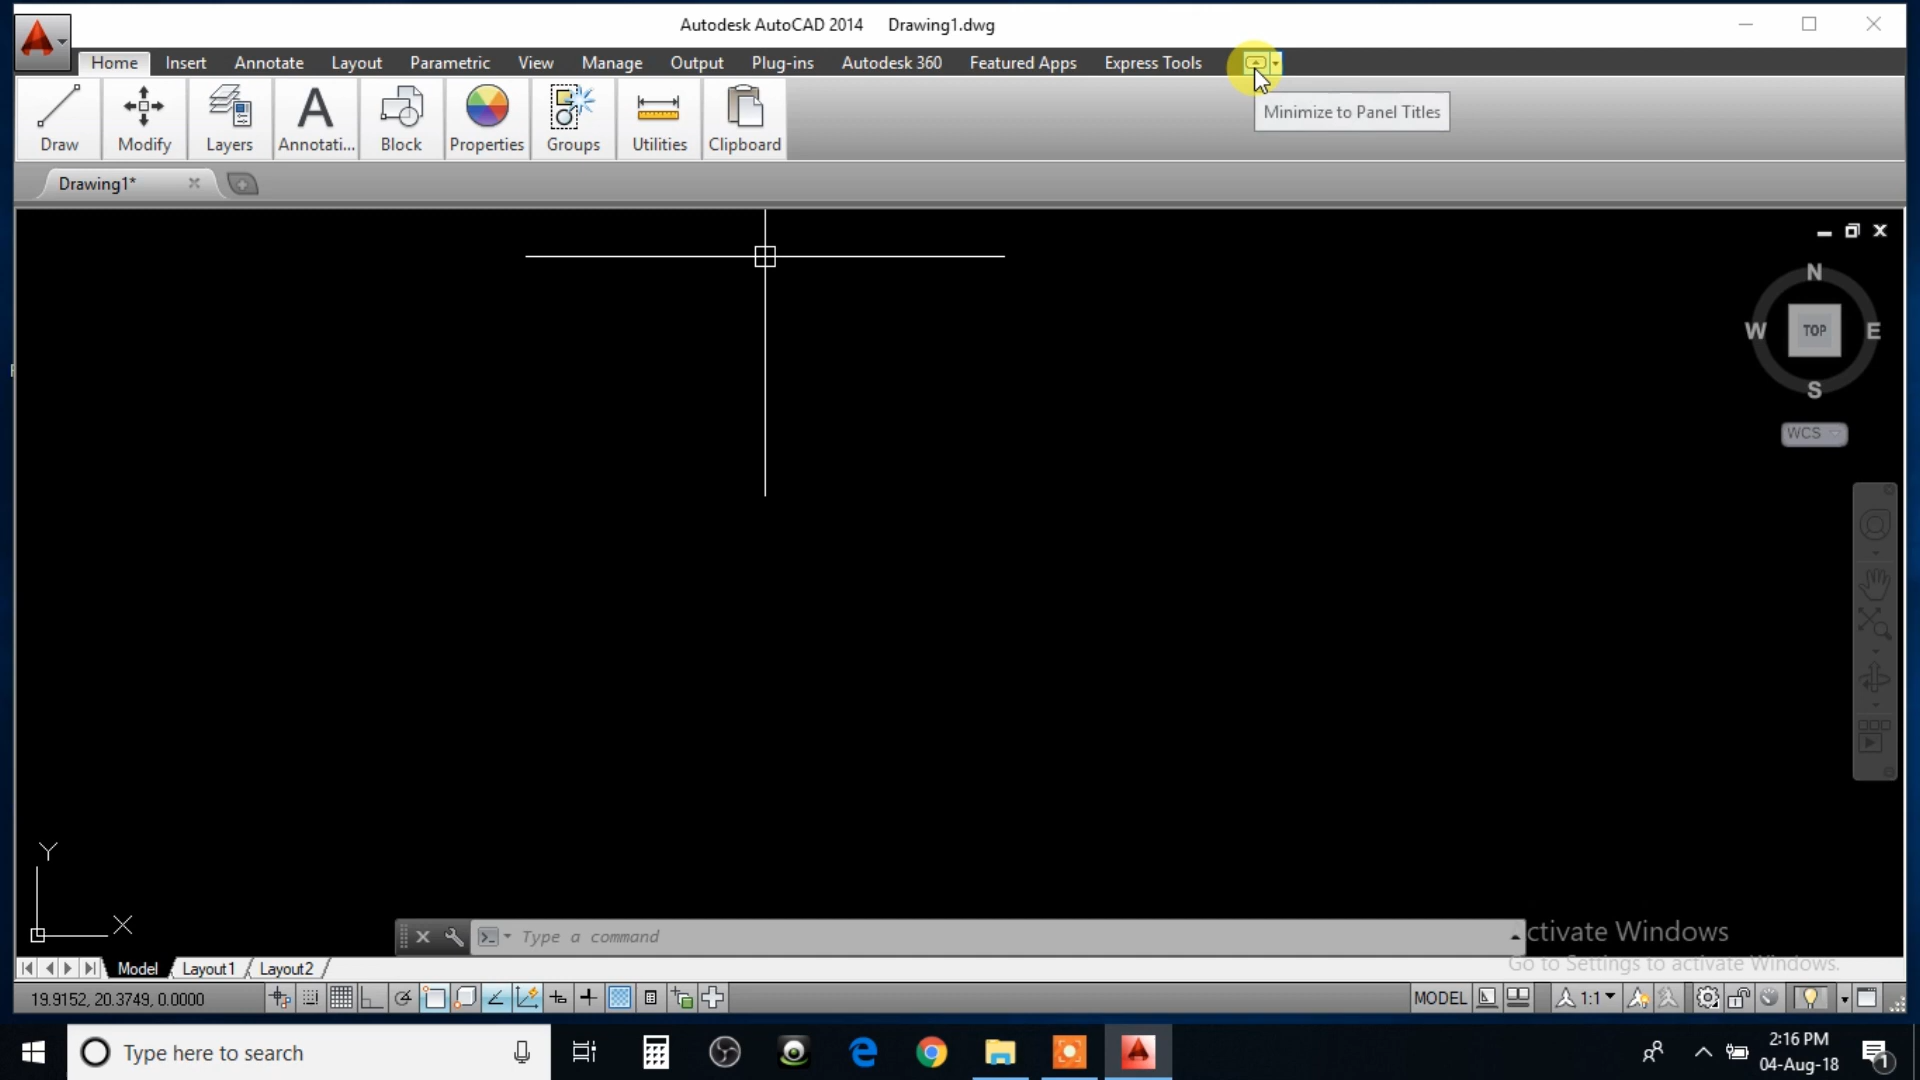 Autodesk AutoCAD 2014 Drawing1.dwg
Home Insert Annotate Layout Parametric View Manage Output Plug-ins Autodesk 360 Featured Apps Express Tools
Minimize to Panel Titles
Draw Modify Layers Annotati... Block Properties Groups Utilities Clipboard
Drawing1*
N
W TOP E
S
WCS
Y
X
Type a command
ctivate Windows
Go to Settings to activate Windows.
Model Layout1 Layout2
19.9152, 20.3749, 0.0000 MODEL 1:1
Type here to search
2:16 PM
04-Aug-18
1